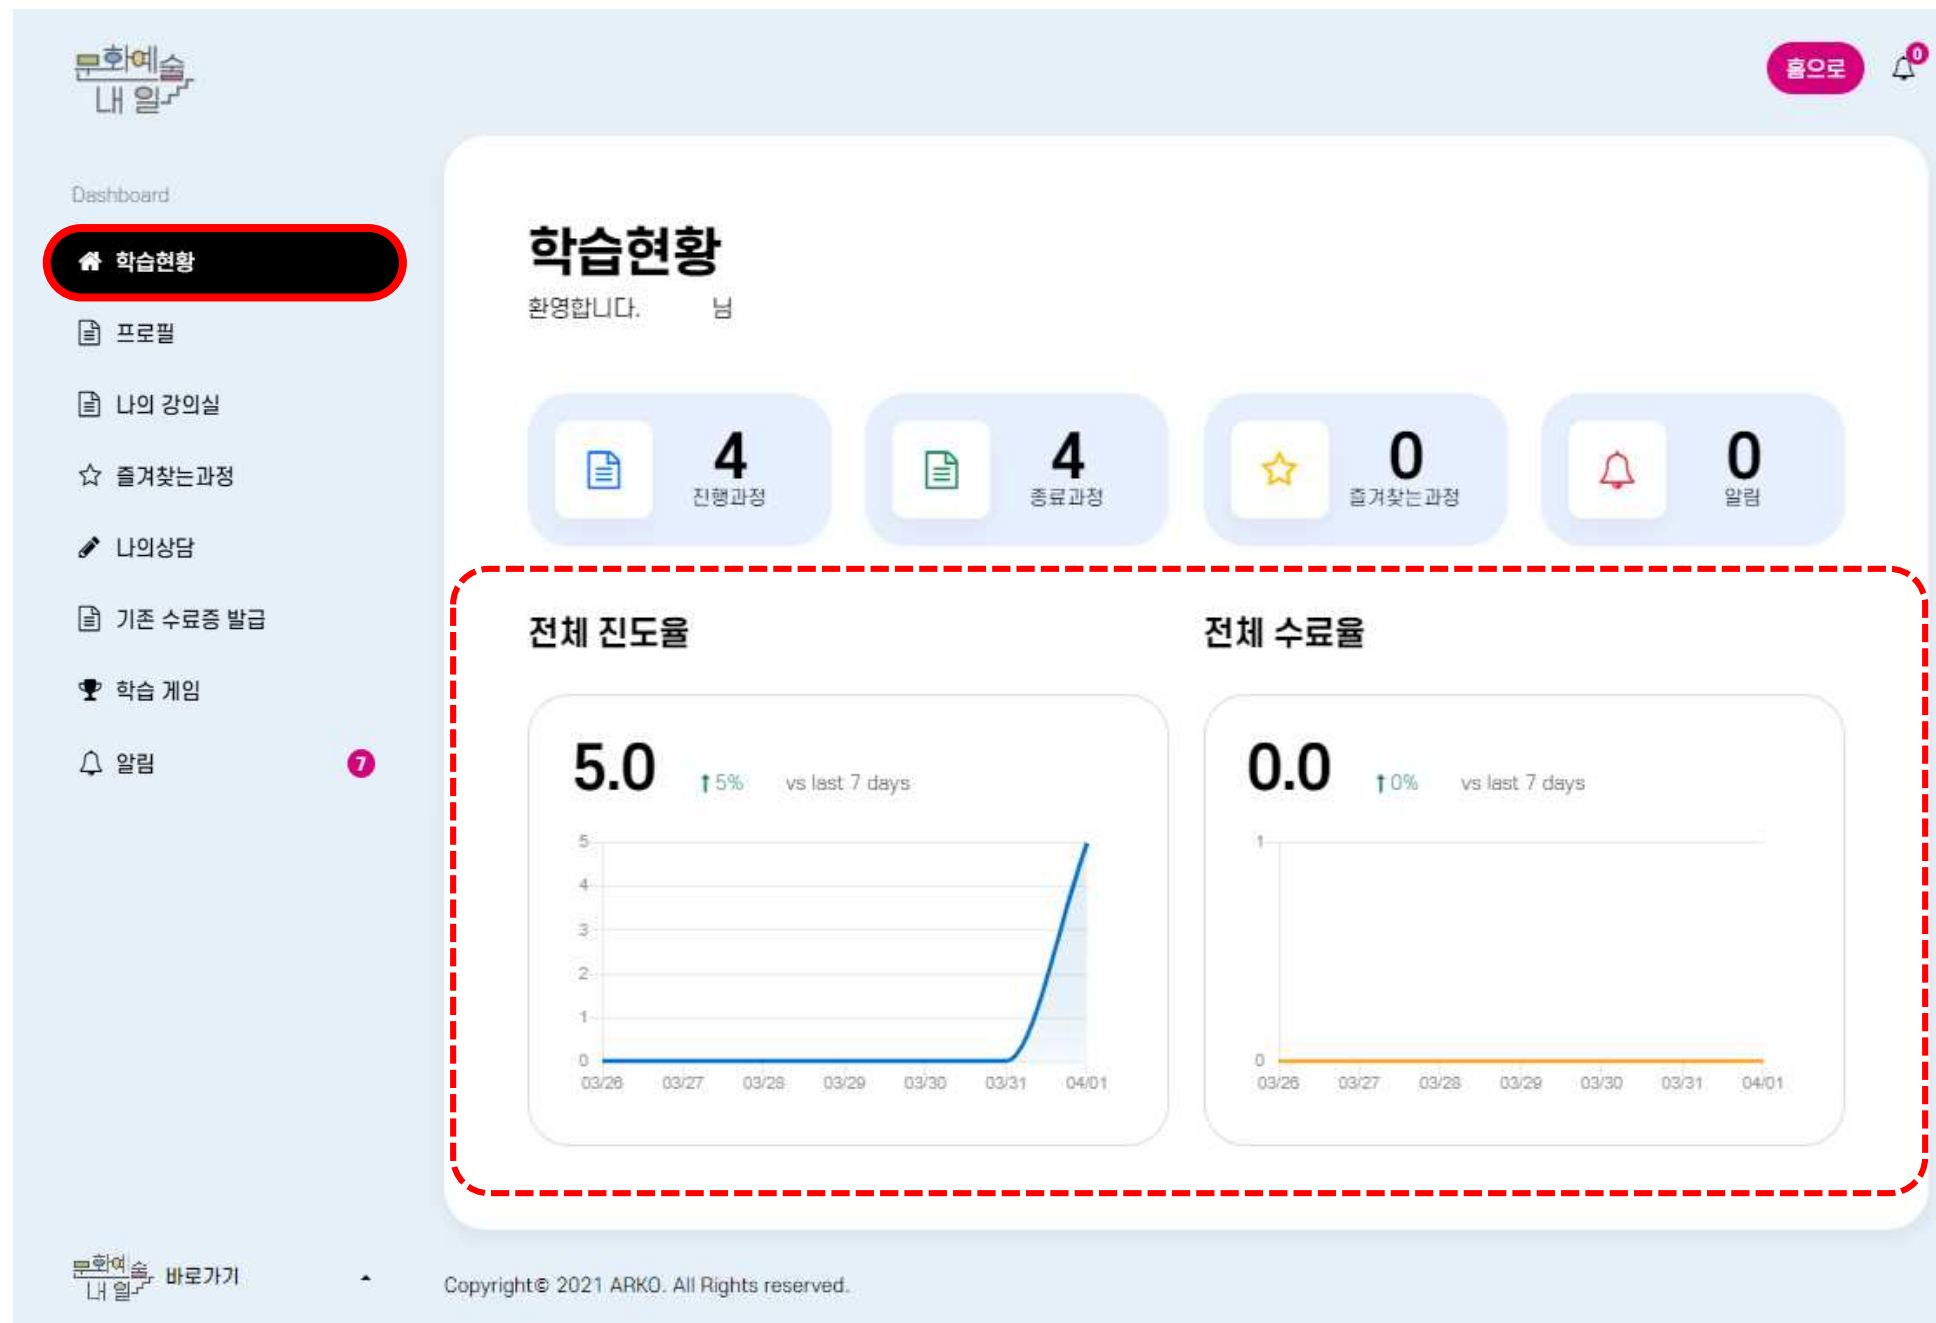 문화예술
내 일
홈으로
0
Dashboard
학습현황
프로필
나의 강의실
즐겨찾는과정
나의상담
기존 수료증 발급
학습 게임
알림
7
학습현황
환영합니다. 님
4
진행과정
4
종료과정
0
즐겨찾는과정
0
알림
전체 진도율
5.0 ↑5% vs last 7 days
5
4
3
2
1
0
03/26 03/27 03/28 03/29 03/30 03/31 04/01
전체 수료율
0.0 ↑0% vs last 7 days
1
0
03/26 03/27 03/28 03/29 03/30 03/31 04/01
문화예술
내 일
바로가기
Copyright© 2021 ARKO. All Rights reserved.